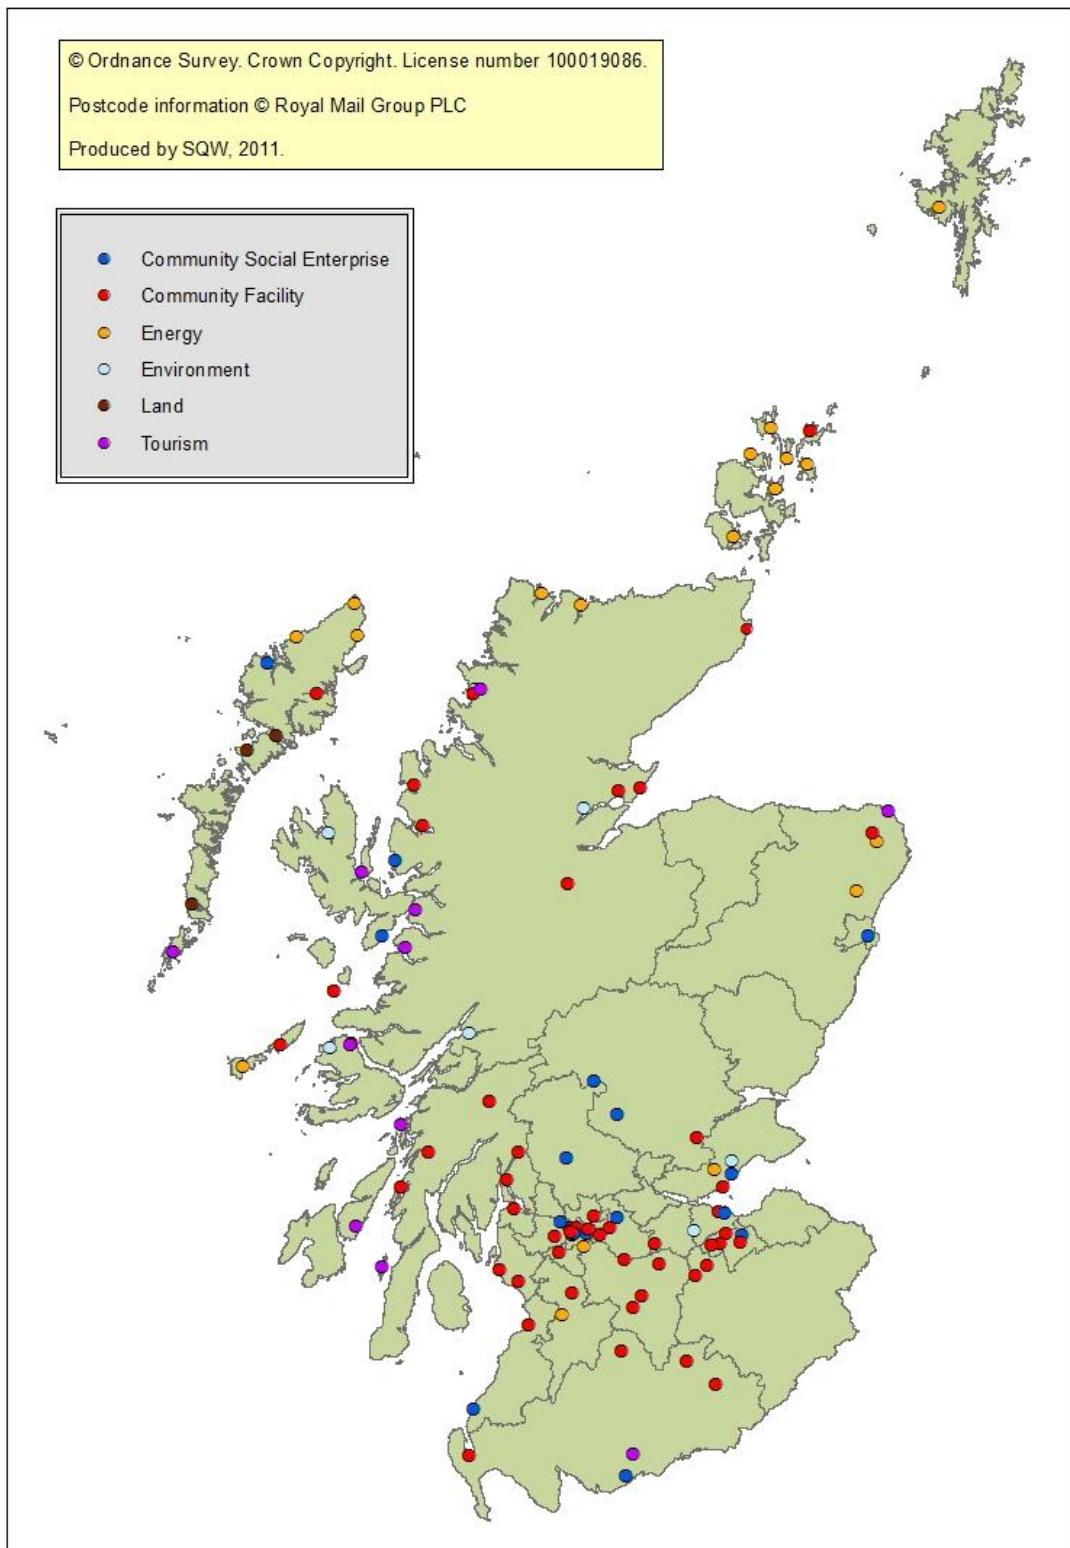 © Ordnance Survey. Crown Copyright. License number 100019086.
Postcode information © Royal Mail Group PLC
Produced by SQW, 2011.
Community Social Enterprise
Community Facility
Energy
Environment
Land
Tourism